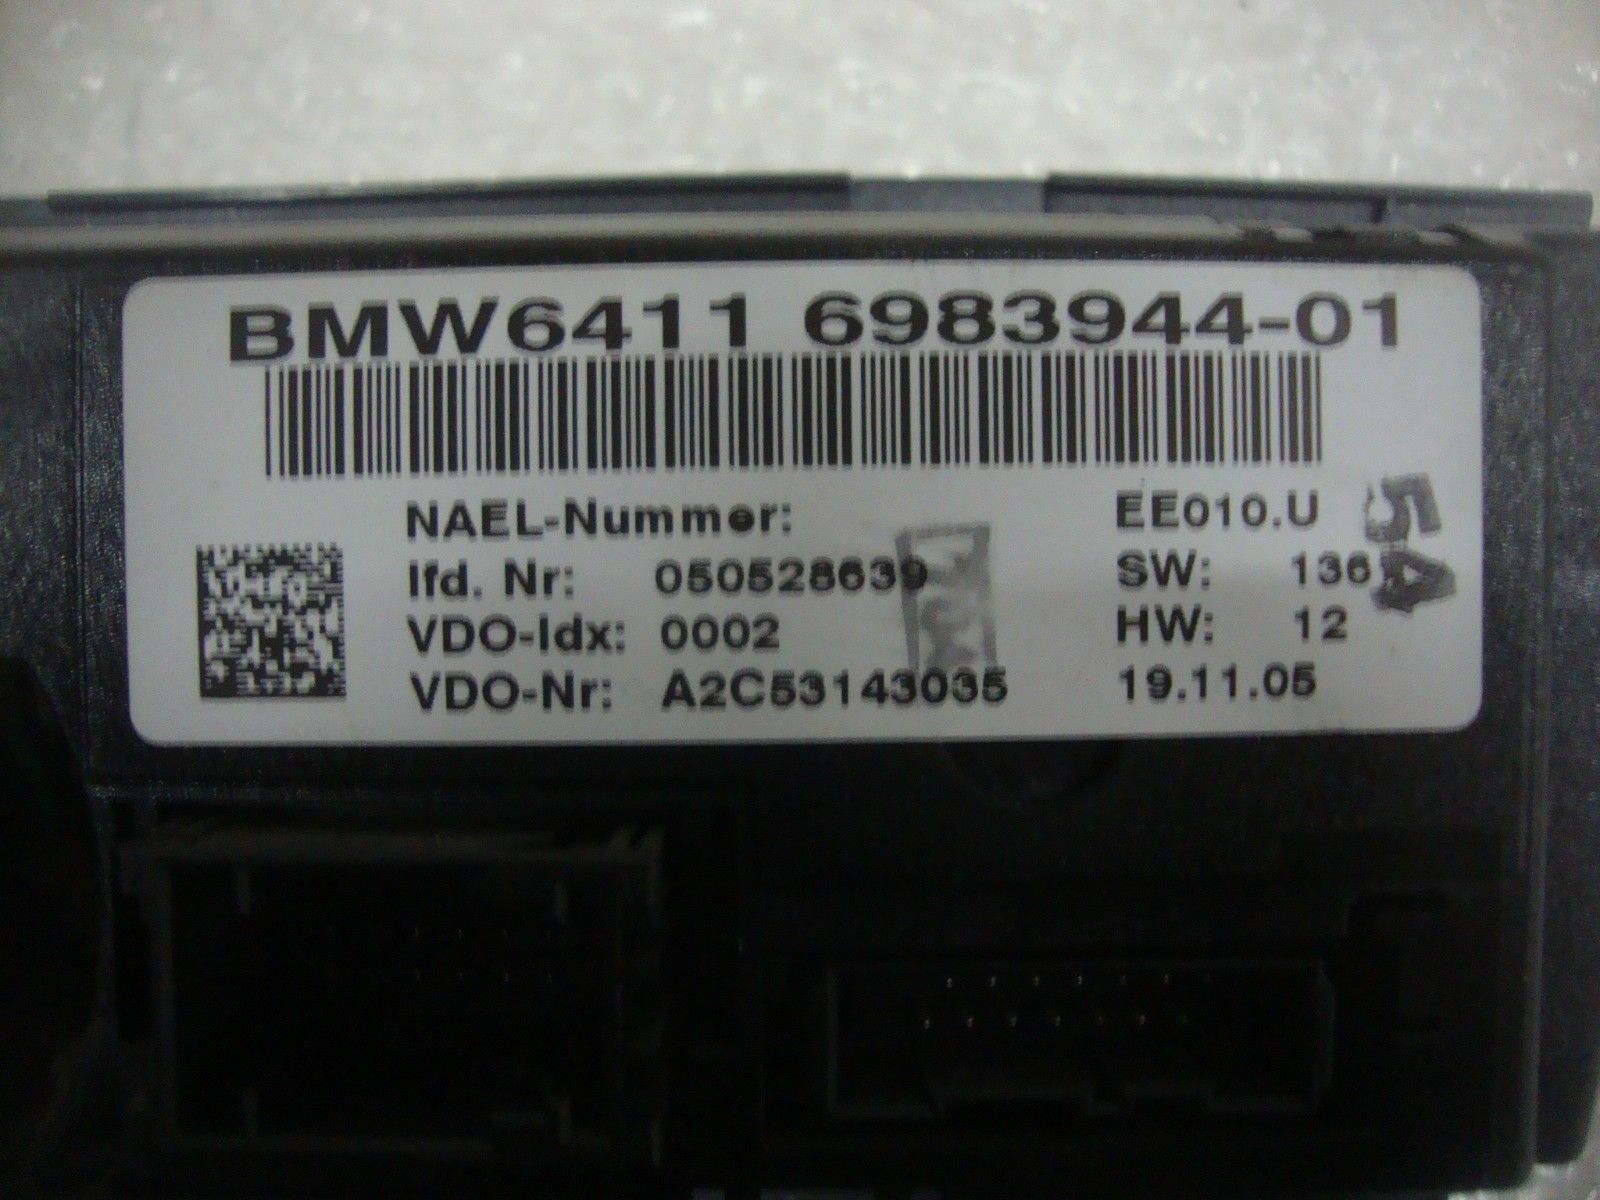 BMW6411 6983944-01
NAEL-Nummer: EE010.U
lfd. Nr: 050528639 SW: 136
VDO-Idx: 0002 HW: 12
VDO-Nr: A2C53143035 19.11.05
54